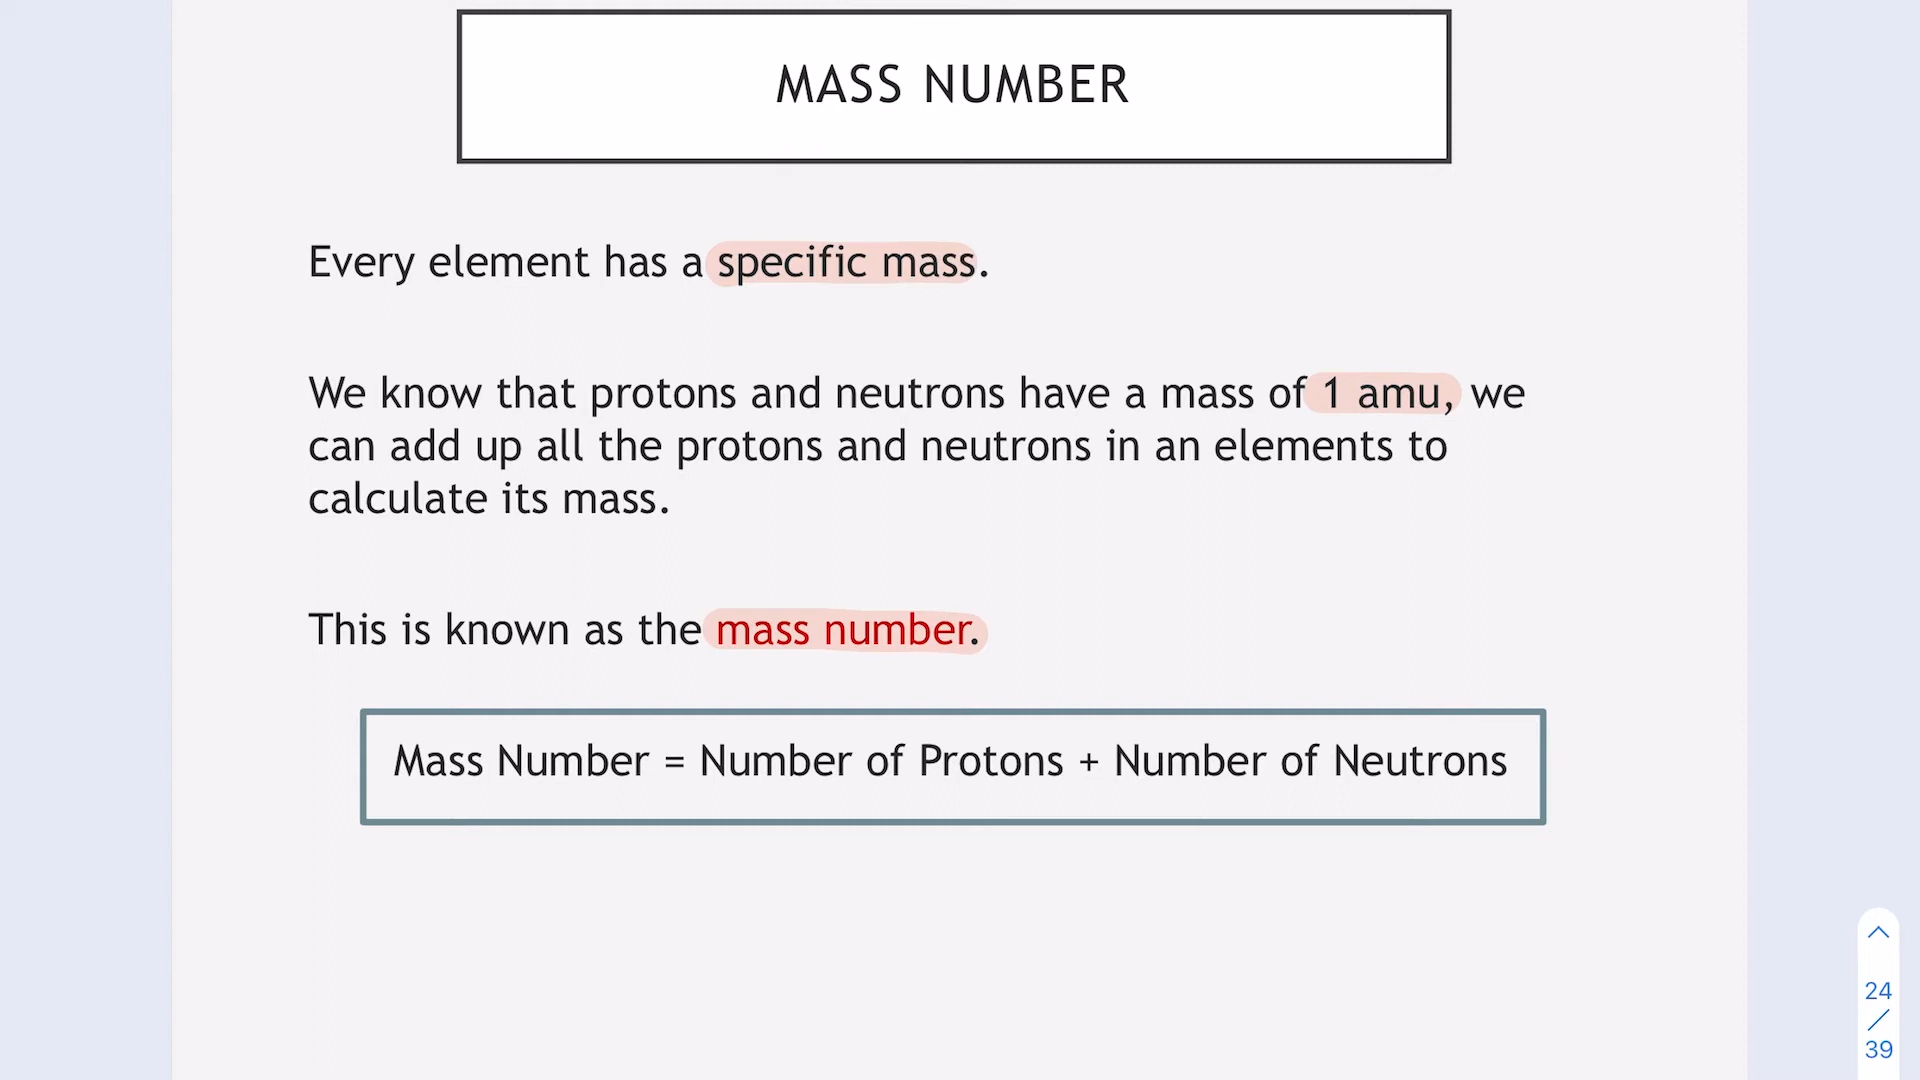 MASS NUMBER
Every element has a specific mass.
We know that protons and neutrons have a mass of 1 amu, we
can add up all the protons and neutrons in an elements to
calculate its mass.
This is known as the mass number.
Mass Number = Number of Protons + Number of Neutrons
24
/
39